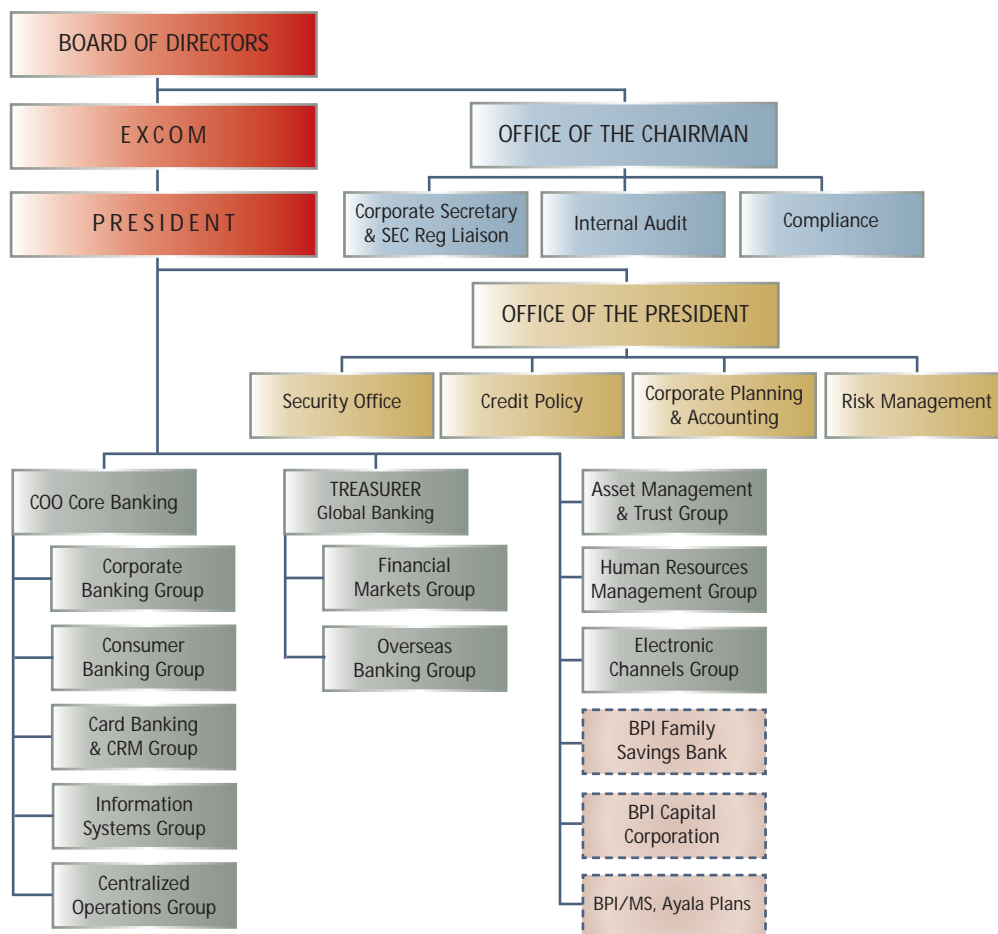 BOARD OF DIRECTORS
EXCOM
OFFICE OF THE CHAIRMAN
PRESIDENT
Corporate Secretary
& SEC Reg Liaison
Internal Audit
Compliance
OFFICE OF THE PRESIDENT
Security Office
Credit Policy
Corporate Planning
& Accounting
Risk Management
COO Core Banking
Corporate
Banking Group
Consumer
Banking Group
Card Banking
& CRM Group
Information
Systems Group
Centralized
Operations Group
TREASURER
Global Banking
Financial
Markets Group
Overseas
Banking Group
Asset Management
& Trust Group
Human Resources
Management Group
Electronic
Channels Group
BPI Family
Savings Bank
BPI Capital
Corporation
BPI/MS, Ayala Plans